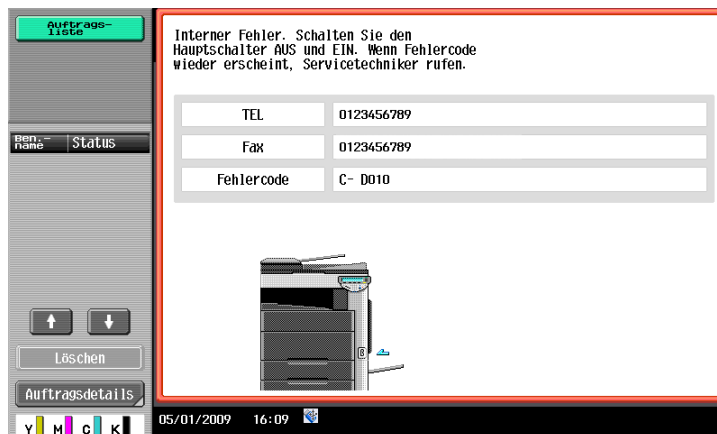 Auftrags-
liste
Interner Fehler. Schalten Sie den
Hauptschalter AUS und EIN. Wenn Fehlercode
wieder erscheint, Servicetechniker rufen.
TEL 0123456789
Fax 0123456789
Fehlercode C- D010
Ben.-
name Status
Löschen
Auftragsdetails
Y M C K
05/01/2009 16:09
B